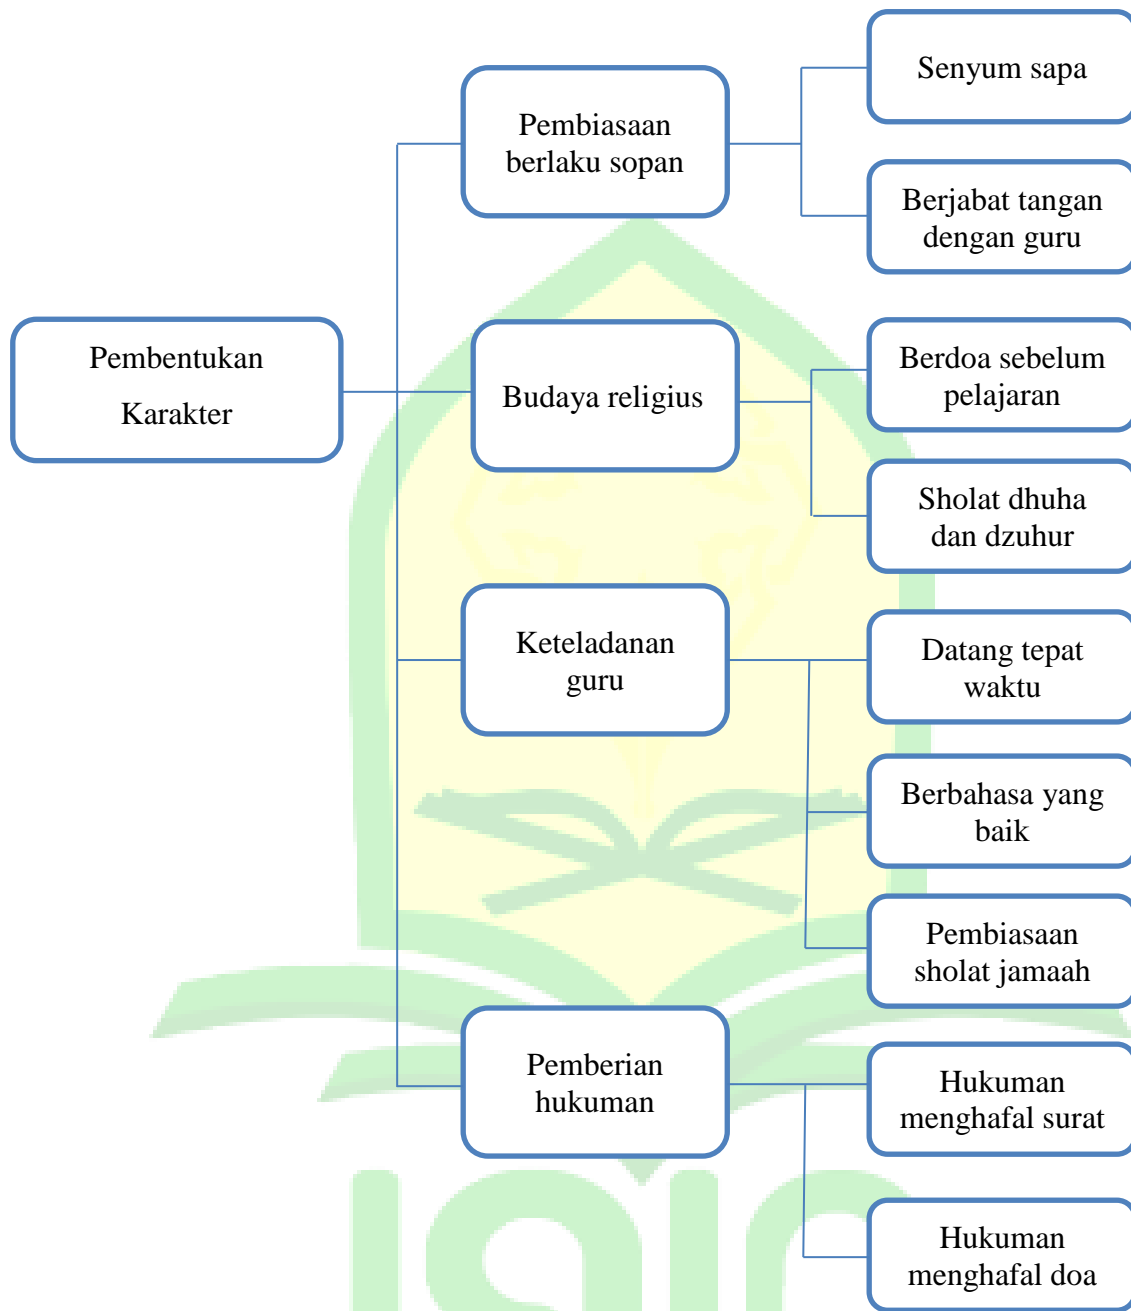 Pembentukan
Karakter
Pembiasaan
berlaku sopan
Senyum sapa
Berjabat tangan
dengan guru
Budaya religius
Berdoa sebelum
pelajaran
Sholat dhuha
dan dzuhur
Keteladanan
guru
Datang tepat
waktu
Berbahasa yang
baik
Pembiasaan
sholat jamaah
Pemberian
hukuman
Hukuman
menghafal surat
Hukuman
menghafal doa